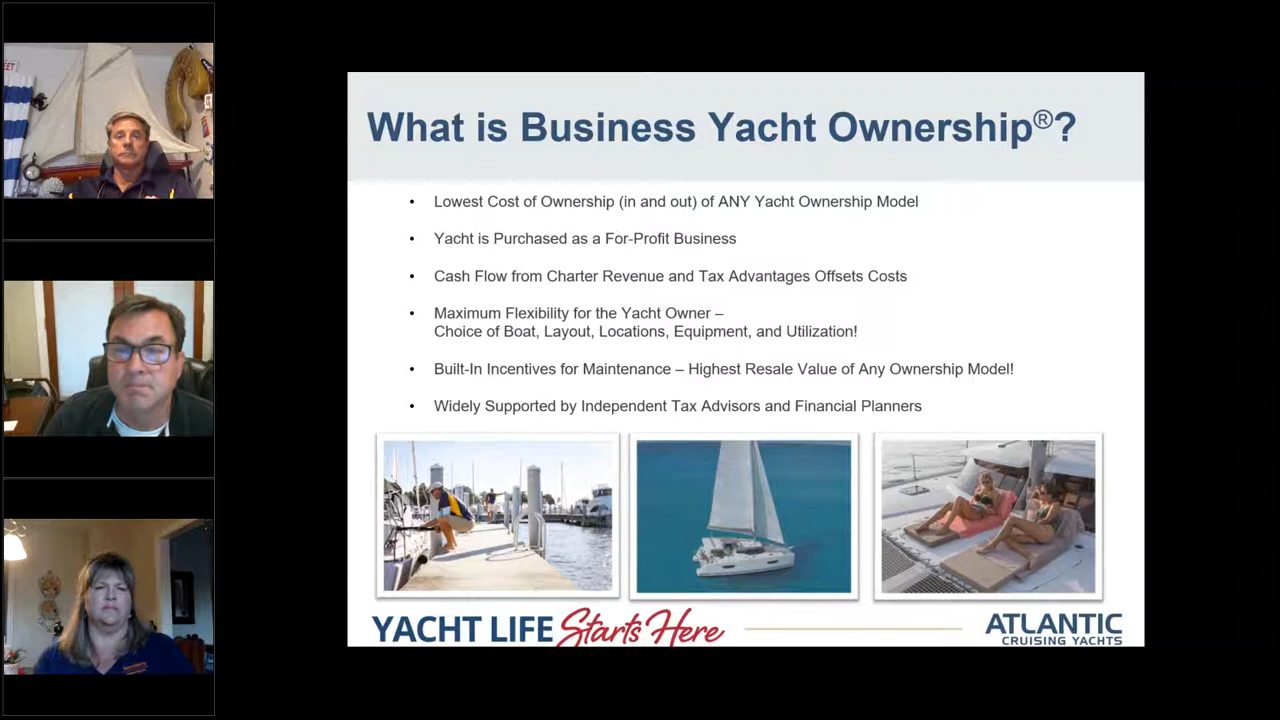 What is Business Yacht Ownership®?
• Lowest Cost of Ownership (in and out) of ANY Yacht Ownership Model
• Yacht is Purchased as a For-Profit Business
• Cash Flow from Charter Revenue and Tax Advantages Offsets Costs
• Maximum Flexibility for the Yacht Owner –
Choice of Boat, Layout, Locations, Equipment, and Utilization!
• Built-In Incentives for Maintenance – Highest Resale Value of Any Ownership Model!
• Widely Supported by Independent Tax Advisors and Financial Planners
YACHT LIFE Starts Here
ATLANTIC
CRUISING YACHTS